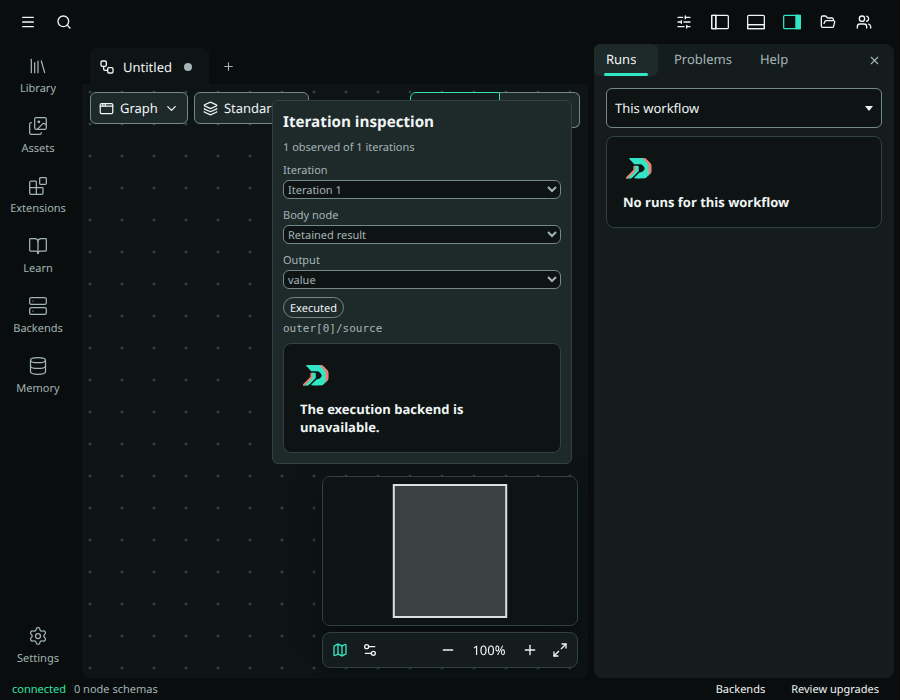 Untitled
Runs
Problems
Help
Library
Assets
Extensions
Learn
Backends
Memory
Settings
Graph
Iteration inspection
1 observed of 1 iterations
Iteration
Iteration 1
Body node
Retained result
Output
value
Executed
outer[0]/source
The execution backend is
unavailable.
This workflow
No runs for this workflow
100%
connected
0 node schemas
Backends
Review upgrades